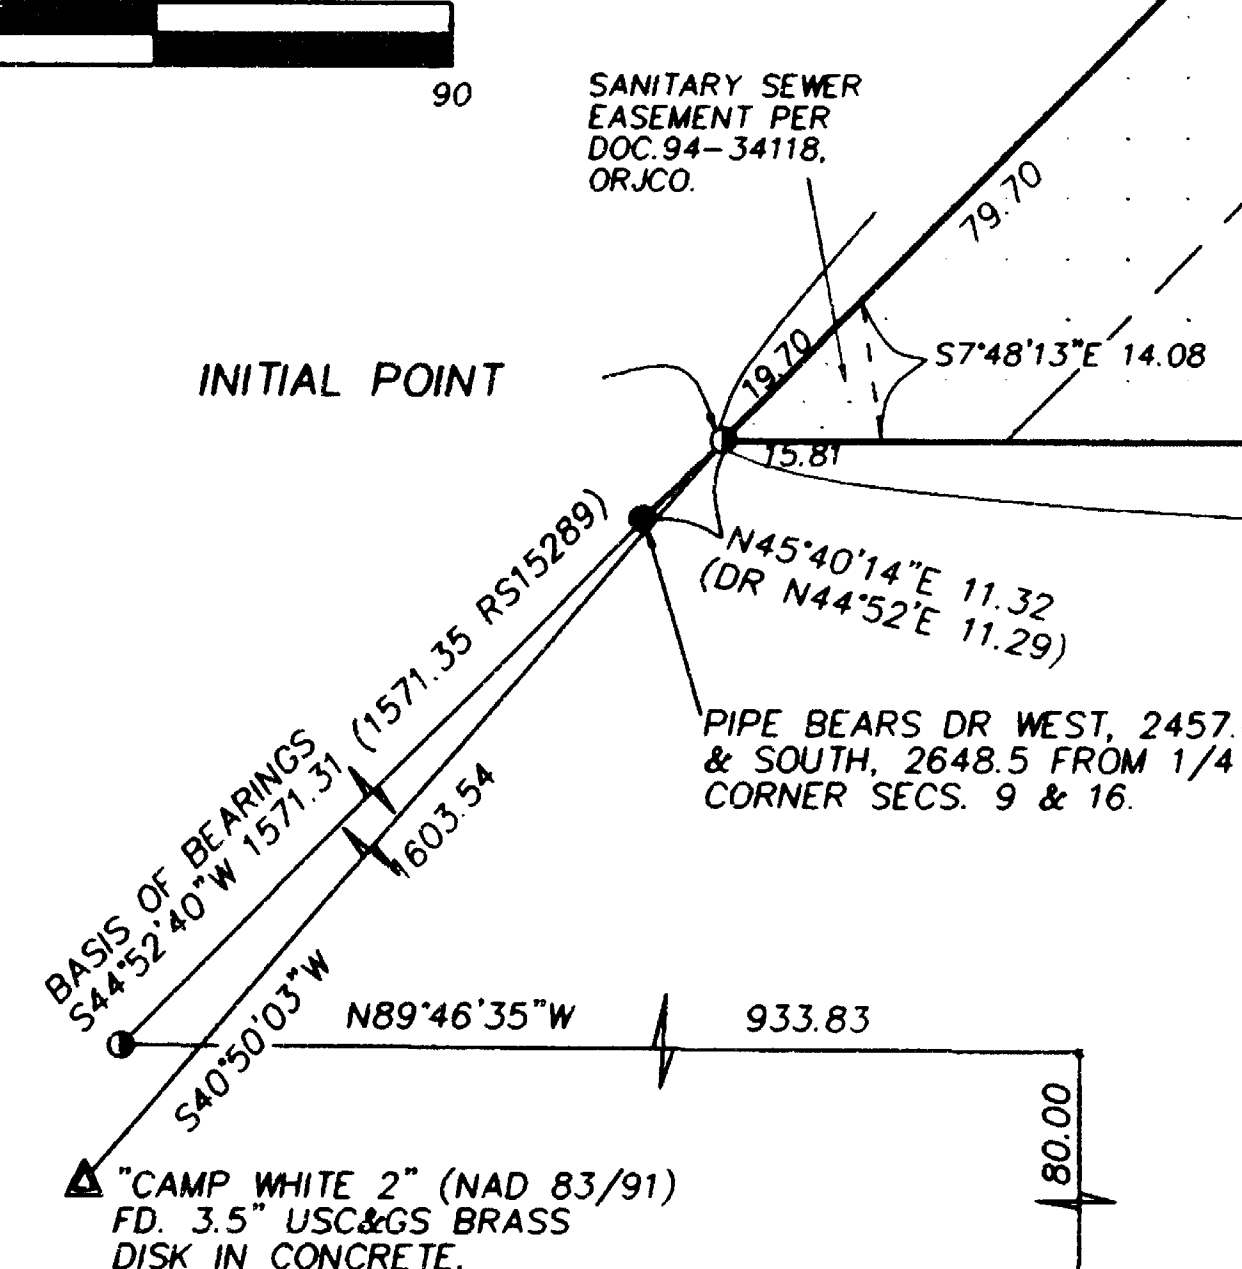 90
SANITARY SEWER
EASEMENT PER
DOC.94-34118,
ORJCO.
79.70
INITIAL POINT
19.70
S7°48'13"E 14.08
15.81
N45°40'14"E 11.32
(DR N44°52'E 11.29)
PIPE BEARS DR WEST, 2457.
& SOUTH, 2648.5 FROM 1/4
CORNER SECS. 9 & 16.
BASIS OF BEARINGS
S44°52'40"W 1571.31 (1571.35 RS15289)
S40°50'03"W 1603.54
N89°46'35"W 933.83
80.00
"CAMP WHITE 2" (NAD 83/91)
FD. 3.5" USC&GS BRASS
DISK IN CONCRETE.